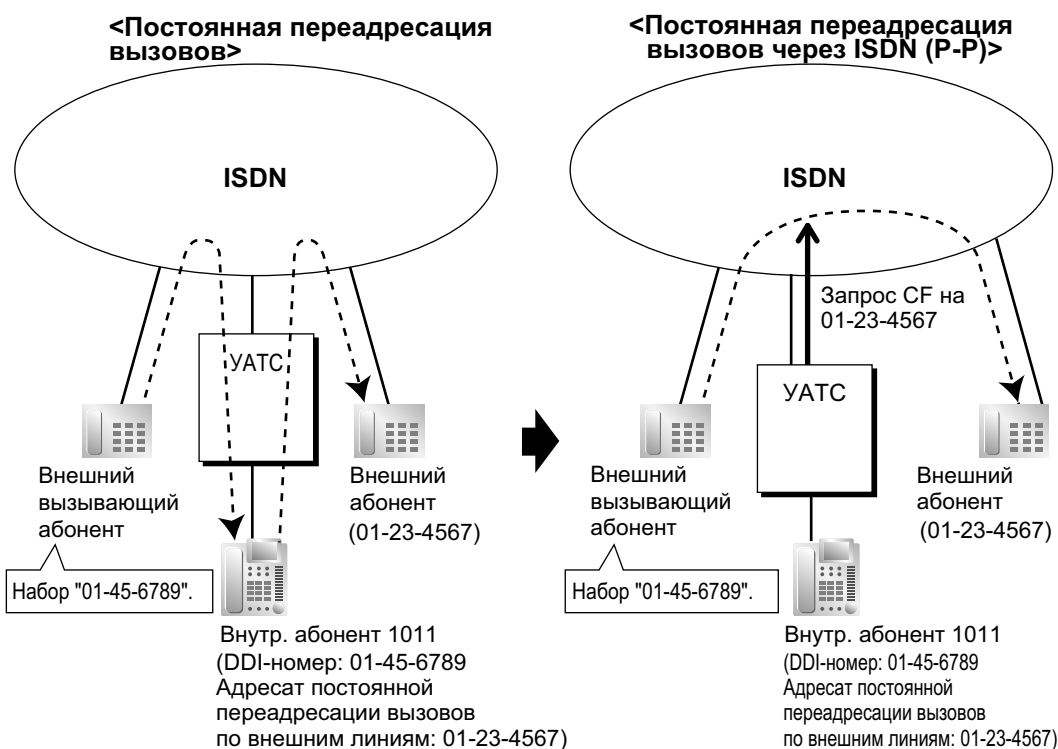 <Постоянная переадресация
вызовов>
ISDN
УАТС
Внешний
вызывающий
абонент
Набор "01-45-6789".
Внешний
абонент
(01-23-4567)
Внутр. абонент 1011
(DDI-номер: 01-45-6789
Адресат постоянной
переадресации вызовов
по внешним линиям: 01-23-4567)
<Постоянная переадресация
вызовов через ISDN (P-P)>
ISDN
Запрос CF на
01-23-4567
УАТС
Внешний
вызывающий
абонент
Набор "01-45-6789".
Внешний
абонент
(01-23-4567)
Внутр. абонент 1011
(DDI-номер: 01-45-6789
Адресат постоянной
переадресации вызовов
по внешним линиям: 01-23-4567)